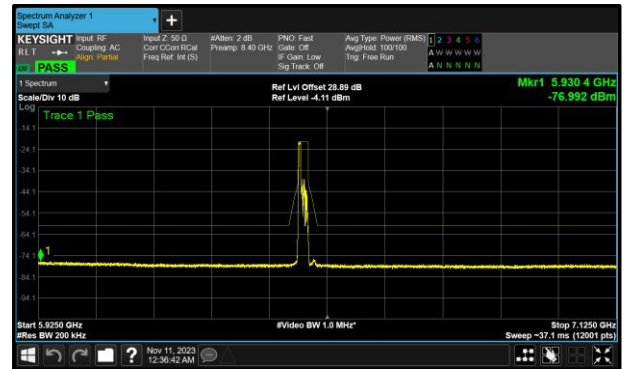 Spectrum Analyzer 1
Swept SA
+
KEYSIGHT Input: RF Input Z: 50 Ω #Atten: 2 dB PNO: Fast Avg Type: Power (RMS) 1 2 3 4 5 6
RLT Coupling: AC Corr CCorr RCal Preamp: 8.40 GHz Gate: Off Avg|Hold: 100/100 A W W W W W
Align: Partial Freq Ref: Int (S) IF Gain: Low Trig: Free Run A N N N N N
PASS Sig Track: Off
1 Spectrum Ref Lvl Offset 28.89 dB Mkr1 5.930 4 GHz
Scale/Div 10 dB Ref Level -4.11 dBm -76.992 dBm
Log
Trace 1 Pass
-14.1
-24.1
-34.1
-44.1
-54.1
-64.1
1
-74.1
-84.1
-94.1
Start 5.9250 GHz #Video BW 1.0 MHz* Stop 7.1250 GHz
#Res BW 200 kHz Sweep ~37.1 ms (12001 pts)
? Nov 11, 2023
12:36:42 AM